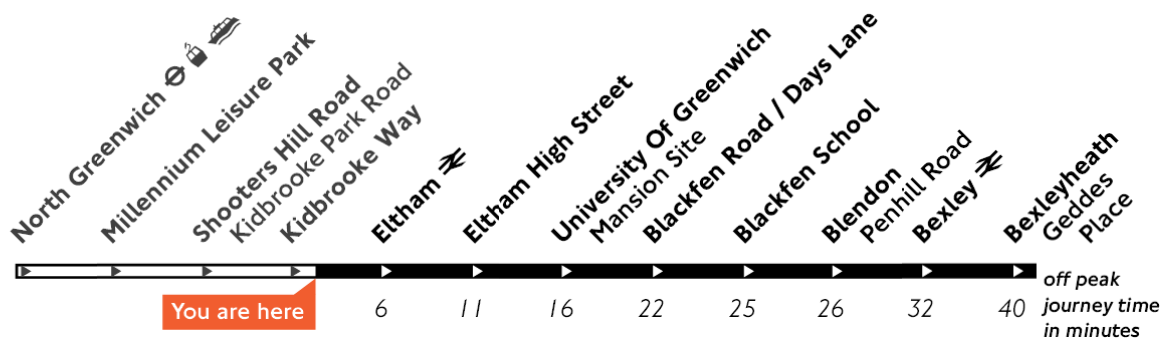 North Greenwich
Millennium Leisure Park
Shooters Hill Road
Kidbrooke Park Road
Kidbrooke Way
Eltham
Eltham High Street
University Of Greenwich
Mansion Site
Blackfen Road / Days Lane
Blackfen School
Blendon
Penhill Road
Bexley
Bexleyheath
Geddes
Place
You are here
6
11
16
22
25
26
32
40
off peak
journey time
in minutes